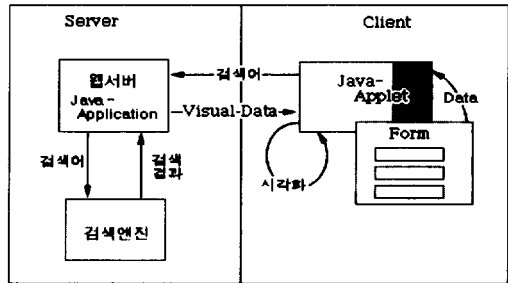 Server
Client
웹서버
Java-
Application
검색어
Java-
Applet
Visual-Data
Data
Form
검색어
검색
결과
시각화
검색엔진